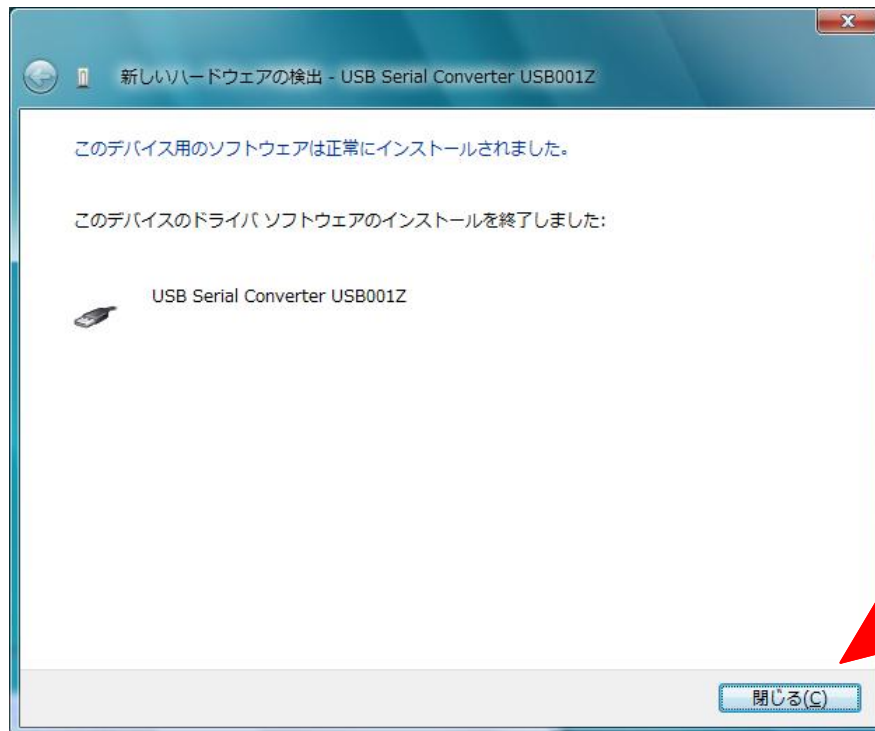 新しいハードウェアの検出 - USB Serial Converter USB001Z
このデバイス用のソフトウェアは正常にインストールされました。
このデバイスのドライバ ソフトウェアのインストールを終了しました:
USB Serial Converter USB001Z
閉じる(C)